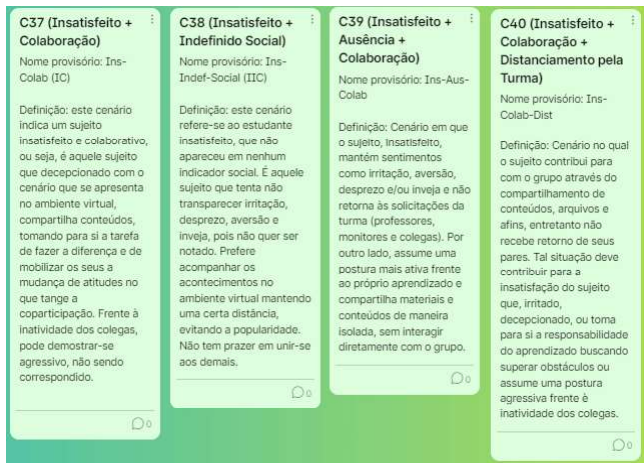 C37 (Insatisfeito +
Colaboração)
Nome provisório: Ins-
Colab (IC)
Definição: este cenário
indica um sujeito
insatisfeito e colaborativo,
ou seja, é aquele sujeito
que decepcionado com o
cenário que se apresenta
no ambiente virtual,
compartilha conteúdos,
tomando para si a tarefa
de fazer a diferença e de
mobilizar os seus a
mudança de atitudes no
que tange a
coparticipação. Frente à
inatividade dos colegas,
pode demostrar-se
agressivo, não sendo
correspondido.
0
C38 (Insatisfeito +
Indefinido Social)
Nome provisório: Ins-
Indef-Social (IIC)
Definição: este cenário
refere-se ao estudante
insatisfeito, que não
apareceu em nenhum
indicador social. É aquele
sujeito que tenta não
transparecer irritação,
desprezo, aversão e
inveja, pois não quer ser
notado. Prefere
acompanhar os
acontecimentos no
ambiente virtual mantendo
uma certa distância,
evitando a popularidade.
Não tem prazer em unir-se
aos demais.
0
C39 (Insatisfeito +
Ausência +
Colaboração)
Nome provisório: Ins-Aus-
Colab
Definição: Cenário em que
o sujeito, Insatisfeito,
mantém sentimentos
como irritação, aversão,
desprezo e/ou inveja e não
retorna às solicitações da
turma (professores,
monitores e colegas). Por
outro lado, assume uma
postura mais ativa frente
ao próprio aprendizado e
compartilha materiais e
conteúdos de maneira
isolada, sem interagir
diretamente com o grupo.
0
C40 (Insatisfeito +
Colaboração +
Distanciamento pela
Turma)
Nome provisório: Ins-
Colab-Dist
Definição: Cenário no qual
o sujeito contribui para
com o grupo através do
compartilhamento de
conteúdos, arquivos e
afins, entretanto não
recebe retorno de seus
pares. Tal situação deve
contribuir para a
insatisfação do sujeito
que, irritado,
decepcionado, ou toma
para si a responsabilidade
do aprendizado buscando
superar obstáculos ou
assume uma postura
agressiva frente è
inatividade dos colegas.
0